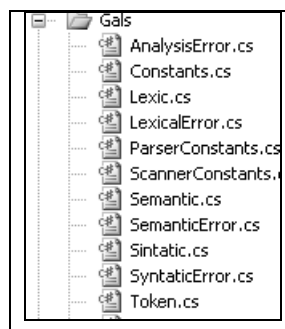 Gals
AnalysisError.cs
Constants.cs
Lexic.cs
LexicalError.cs
ParserConstants.cs
ScannerConstants.
Semantic.cs
SemanticError.cs
Sintatic.cs
SyntaticError.cs
Token.cs